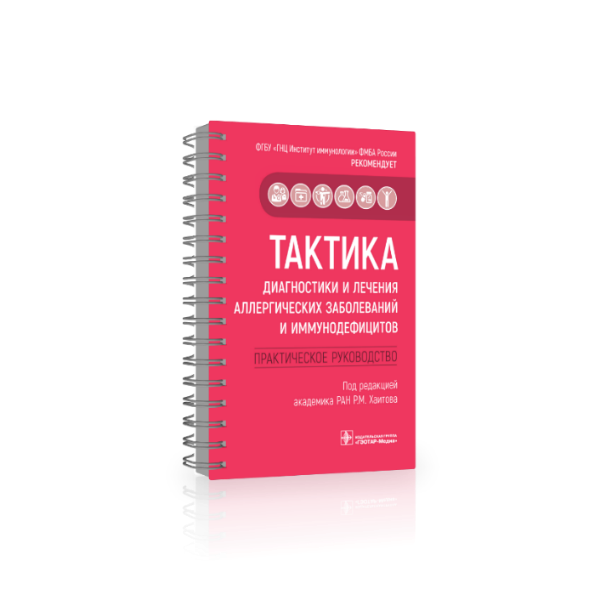 ФГБУ «ГНЦ Институт иммунологии» ФМБА России
РЕКОМЕНДУЕТ
ТАКТИКА
ДИАГНОСТИКИ И ЛЕЧЕНИЯ
АЛЛЕРГИЧЕСКИХ ЗАБОЛЕВАНИЙ
И ИММУНОДЕФИЦИТОВ
ПРАКТИЧЕСКОЕ РУКОВОДСТВО
Под редакцией
академика РАН Р.М. Хаитова
ИЗДАТЕЛЬСКАЯ ГРУППА
«ГЭОТАР-Медиа»